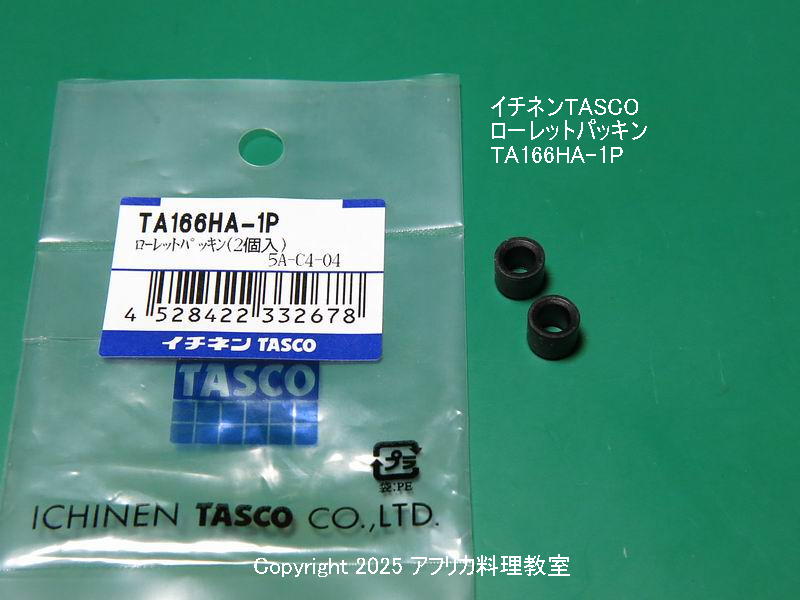 イチネンTASCO
ローレットパッキン
TA166HA-1P
TA166HA-1P
ﾛｰﾚｯﾄﾊﾟｯｷﾝ(2個入)
5A-C4-04
4 528422 332678
イチネン TASCO
TASCO
プラ
袋:PE
ICHINEN TASCO CO.,LTD.
Copyright 2025 アフリカ料理教室